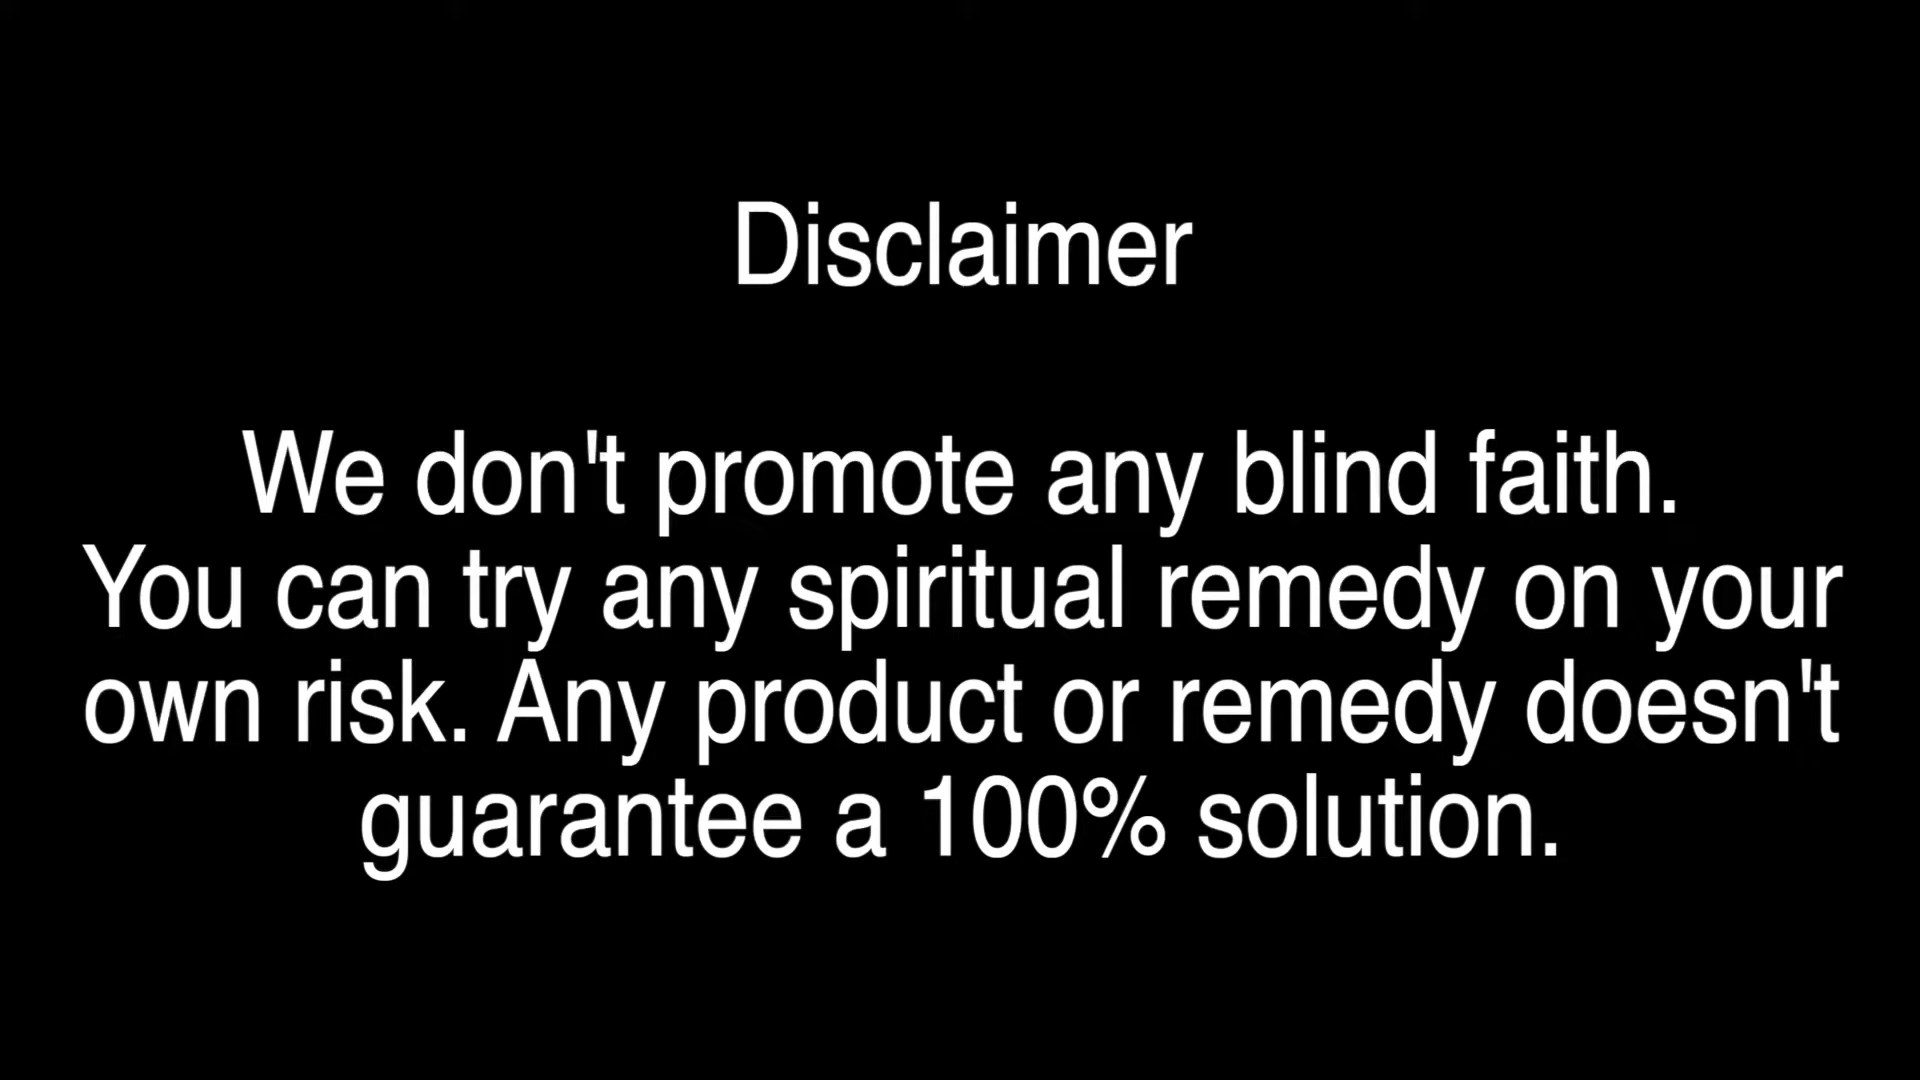 Disclaimer
We don't promote any blind faith.
You can try any spiritual remedy on your
own risk. Any product or remedy doesn't
guarantee a 100% solution.